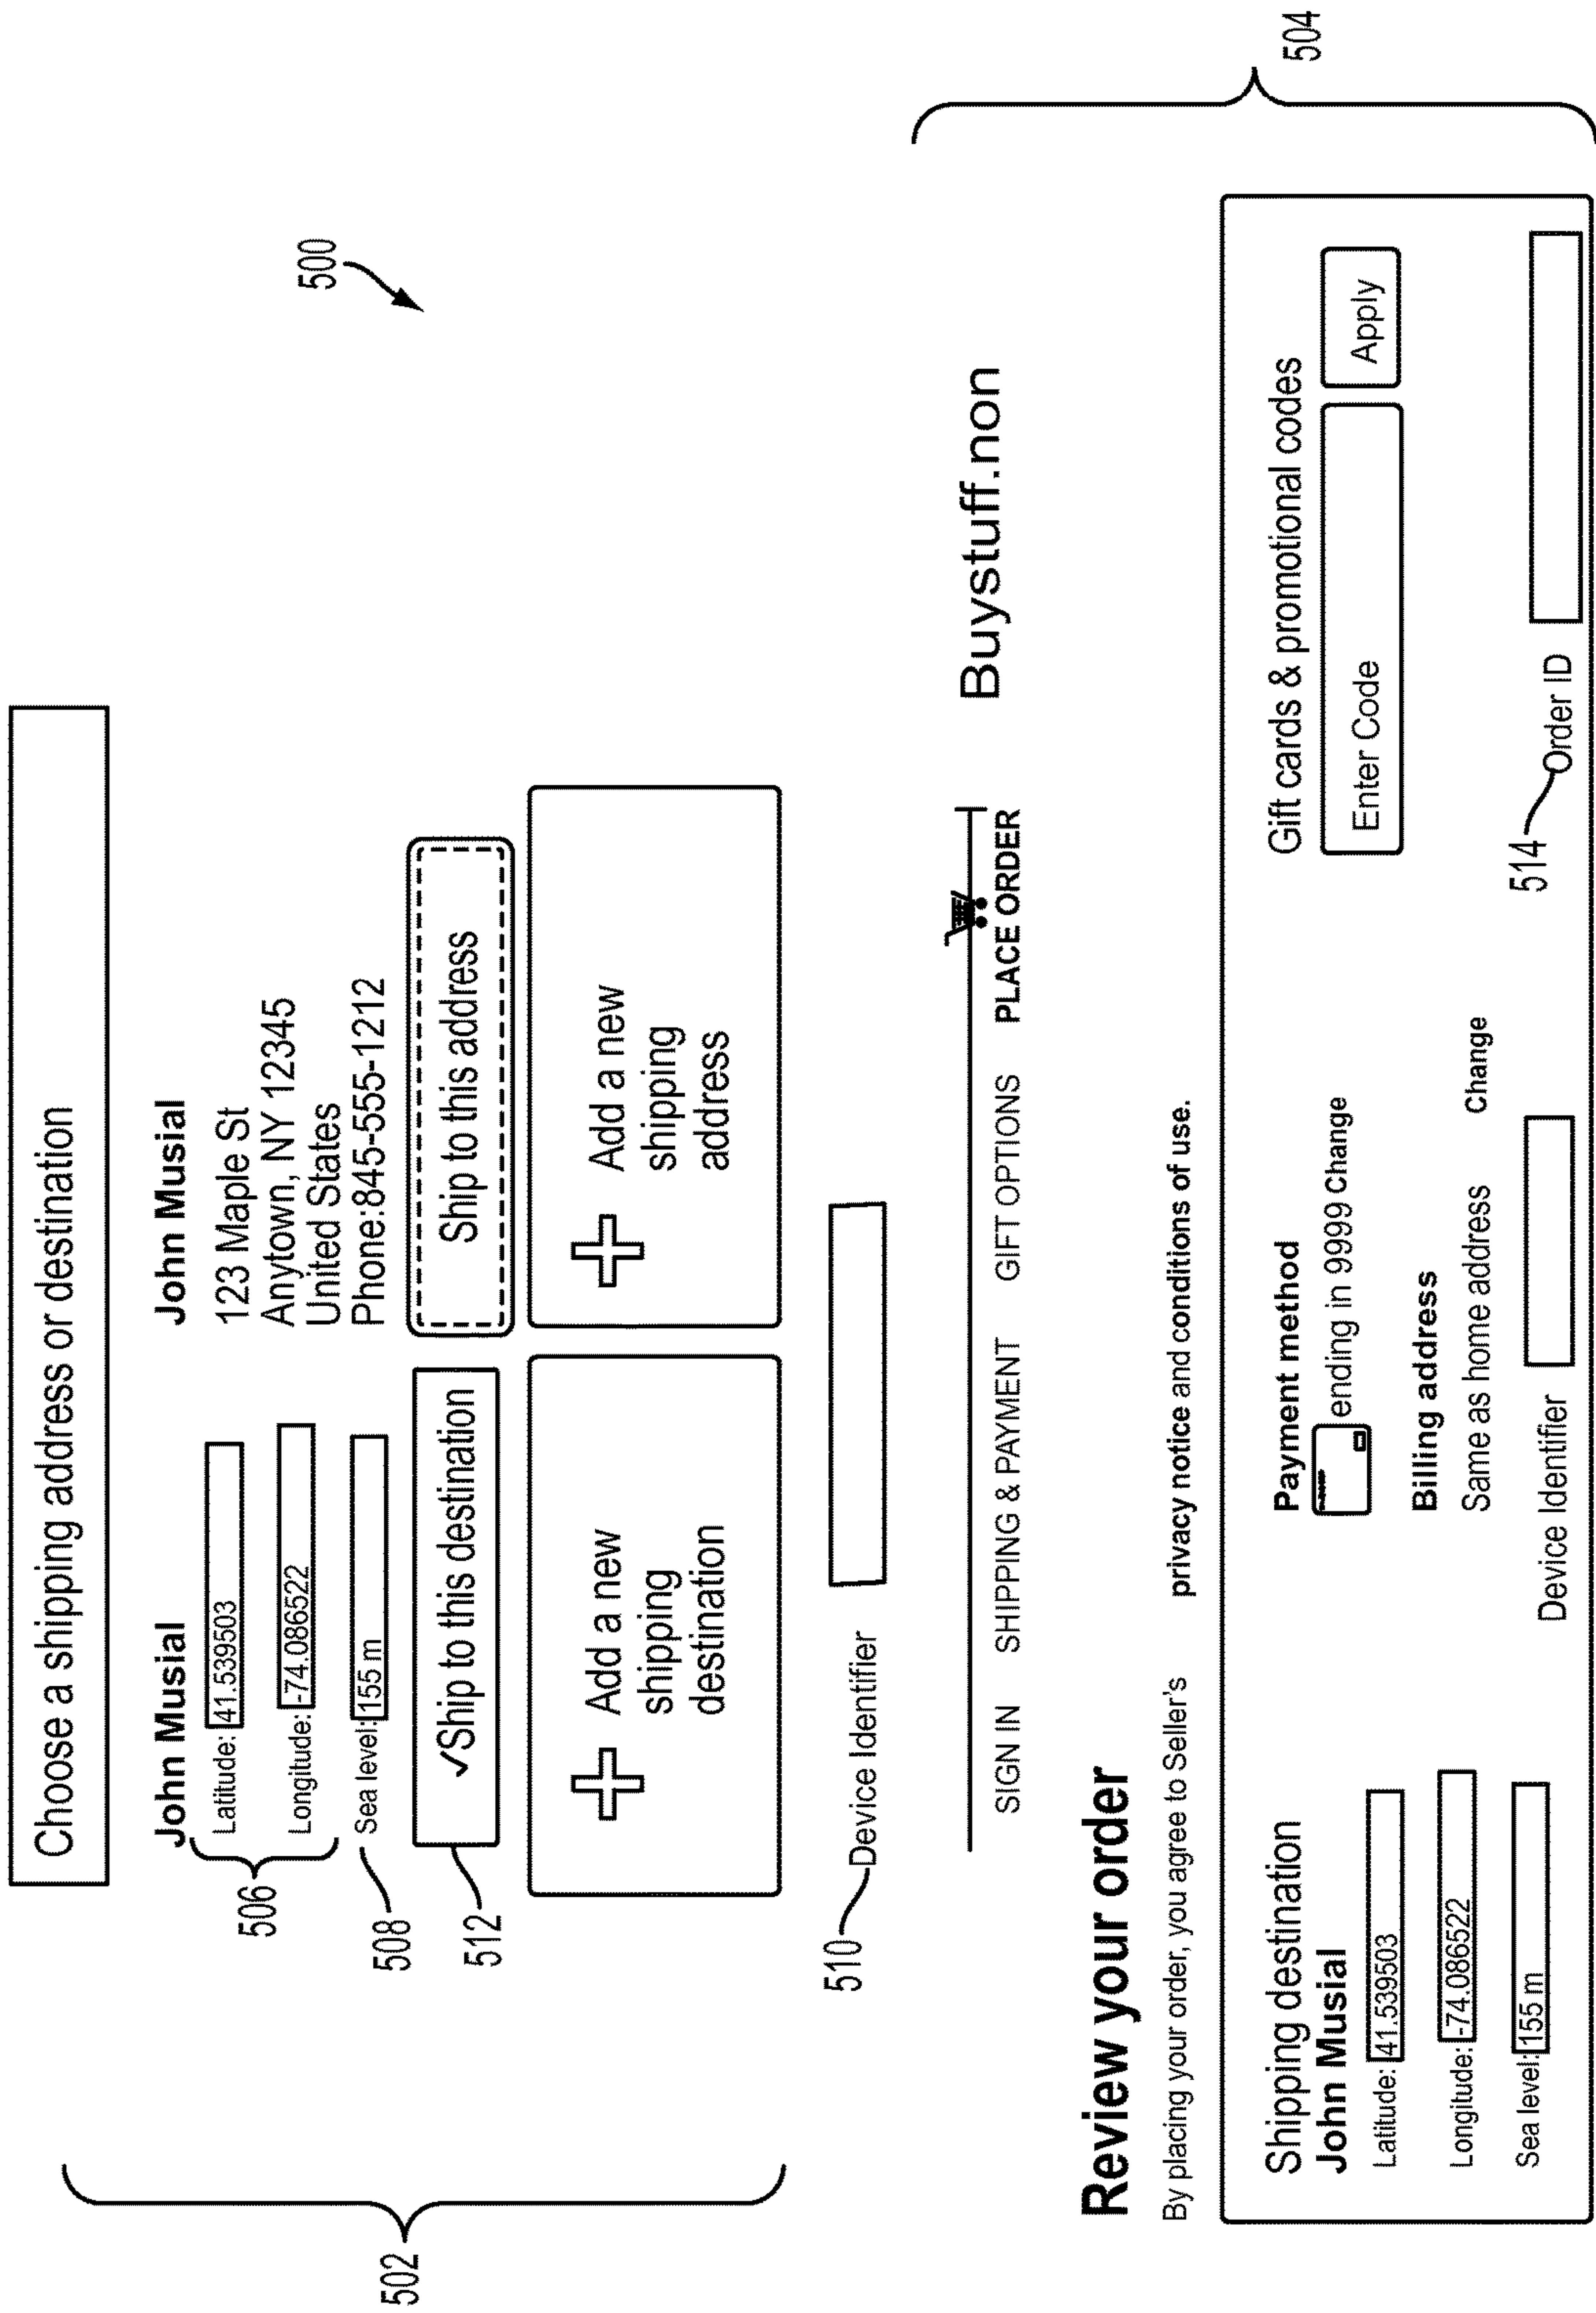 500
502
Choose a shipping address or destination
John Musial
506
Latitude: 41.539503
Longitude: -74.086522
508
Sea level: 155 m
512
✓Ship to this destination
John Musial
123 Maple St
Anytown, NY 12345
United States
Phone:845-555-1212
Ship to this address
Add a new
shipping
destination
Add a new
shipping
address
510
Device Identifier
504
Buystuff.non
SIGN IN SHIPPING & PAYMENT GIFT OPTIONS PLACE ORDER
Review your order
By placing your order, you agree to Seller's privacy notice and conditions of use.
Shipping destination
John Musial
Latitude: 41.539503
Longitude: -74.086522
Sea level: 155 m
Payment method
ending in 9999 Change
Billing address
Same as home address Change
Device Identifier
Gift cards & promotional codes
Enter Code
Apply
514
Order ID